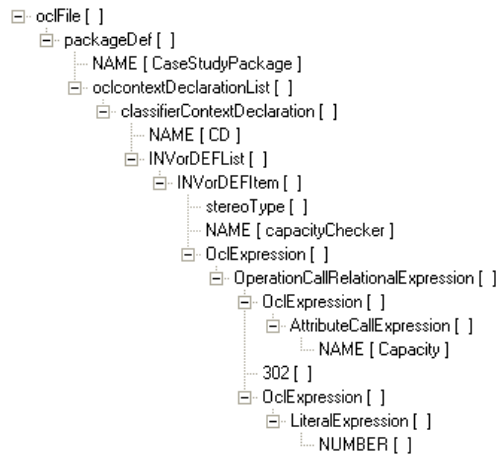 oclFile [ ]
packageDef [ ]
NAME [ CaseStudyPackage ]
oclcontextDeclarationList [ ]
classifierContextDeclaration [ ]
NAME [ CD ]
INVorDEFList [ ]
INVorDEFItem [ ]
stereoType [ ]
NAME [ capacityChecker ]
OclExpression [ ]
OperationCallRelationalExpression [ ]
OclExpression [ ]
AttributeCallExpression [ ]
NAME [ Capacity ]
302 [ ]
OclExpression [ ]
LiteralExpression [ ]
NUMBER [ ]